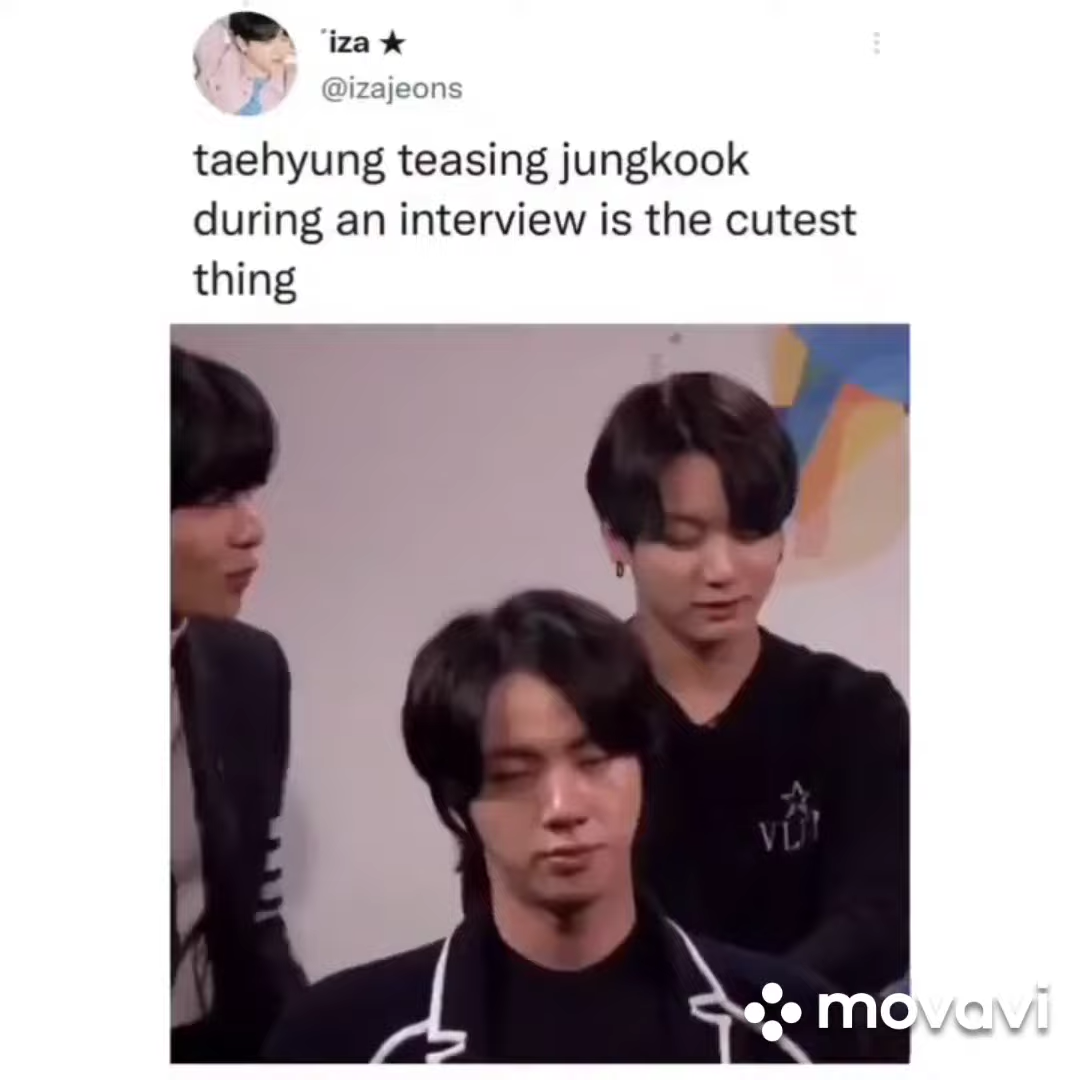 iza ★
@izajeons
taehyung teasing jungkook
during an interview is the cutest
thing
movavi